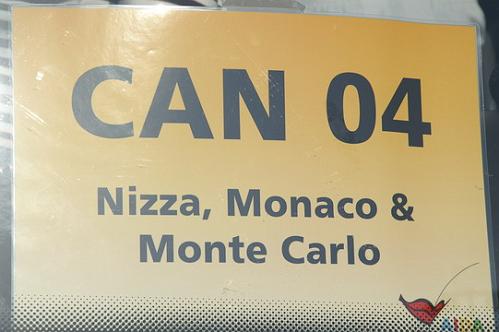 CAN 04
Nizza, Monaco &
Monte Carlo